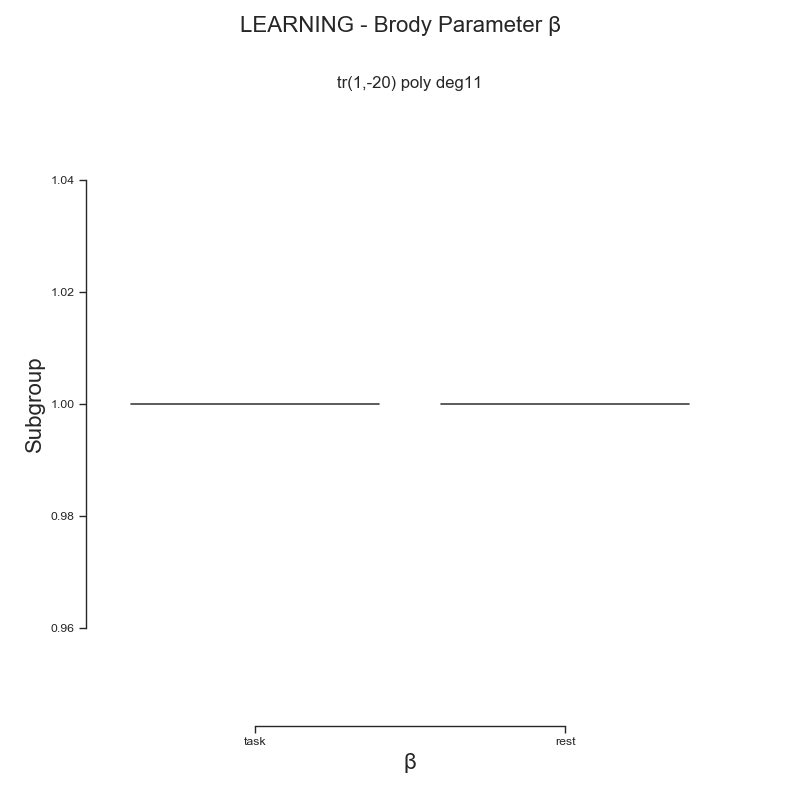 LEARNING - Brody Parameter β
tr(1,-20) poly deg11
1.04
1.02
1.00
0.98
0.96
Subgroup
task
rest
β